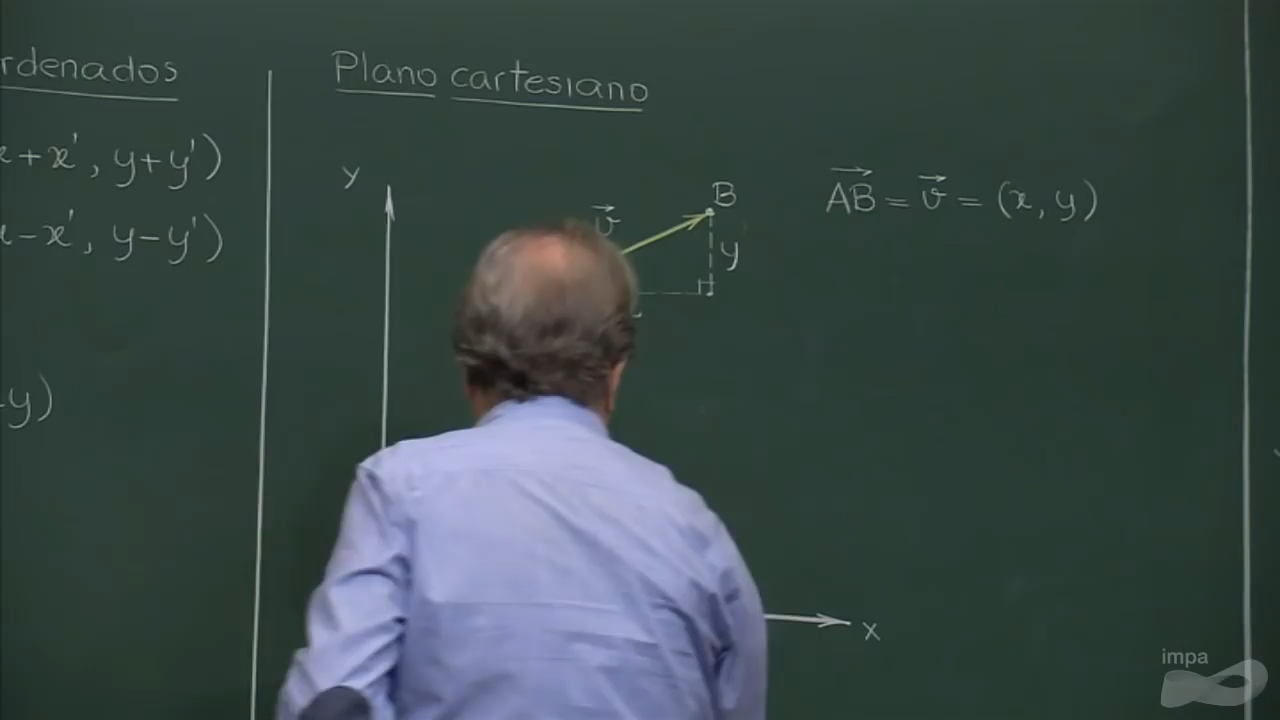 rdenados
x+x', y+y')
x-x', y-y')
-y)
Plano cartesiano
y
v⃗
B
y
x
AB⃗ = v⃗ = (x, y)
impa